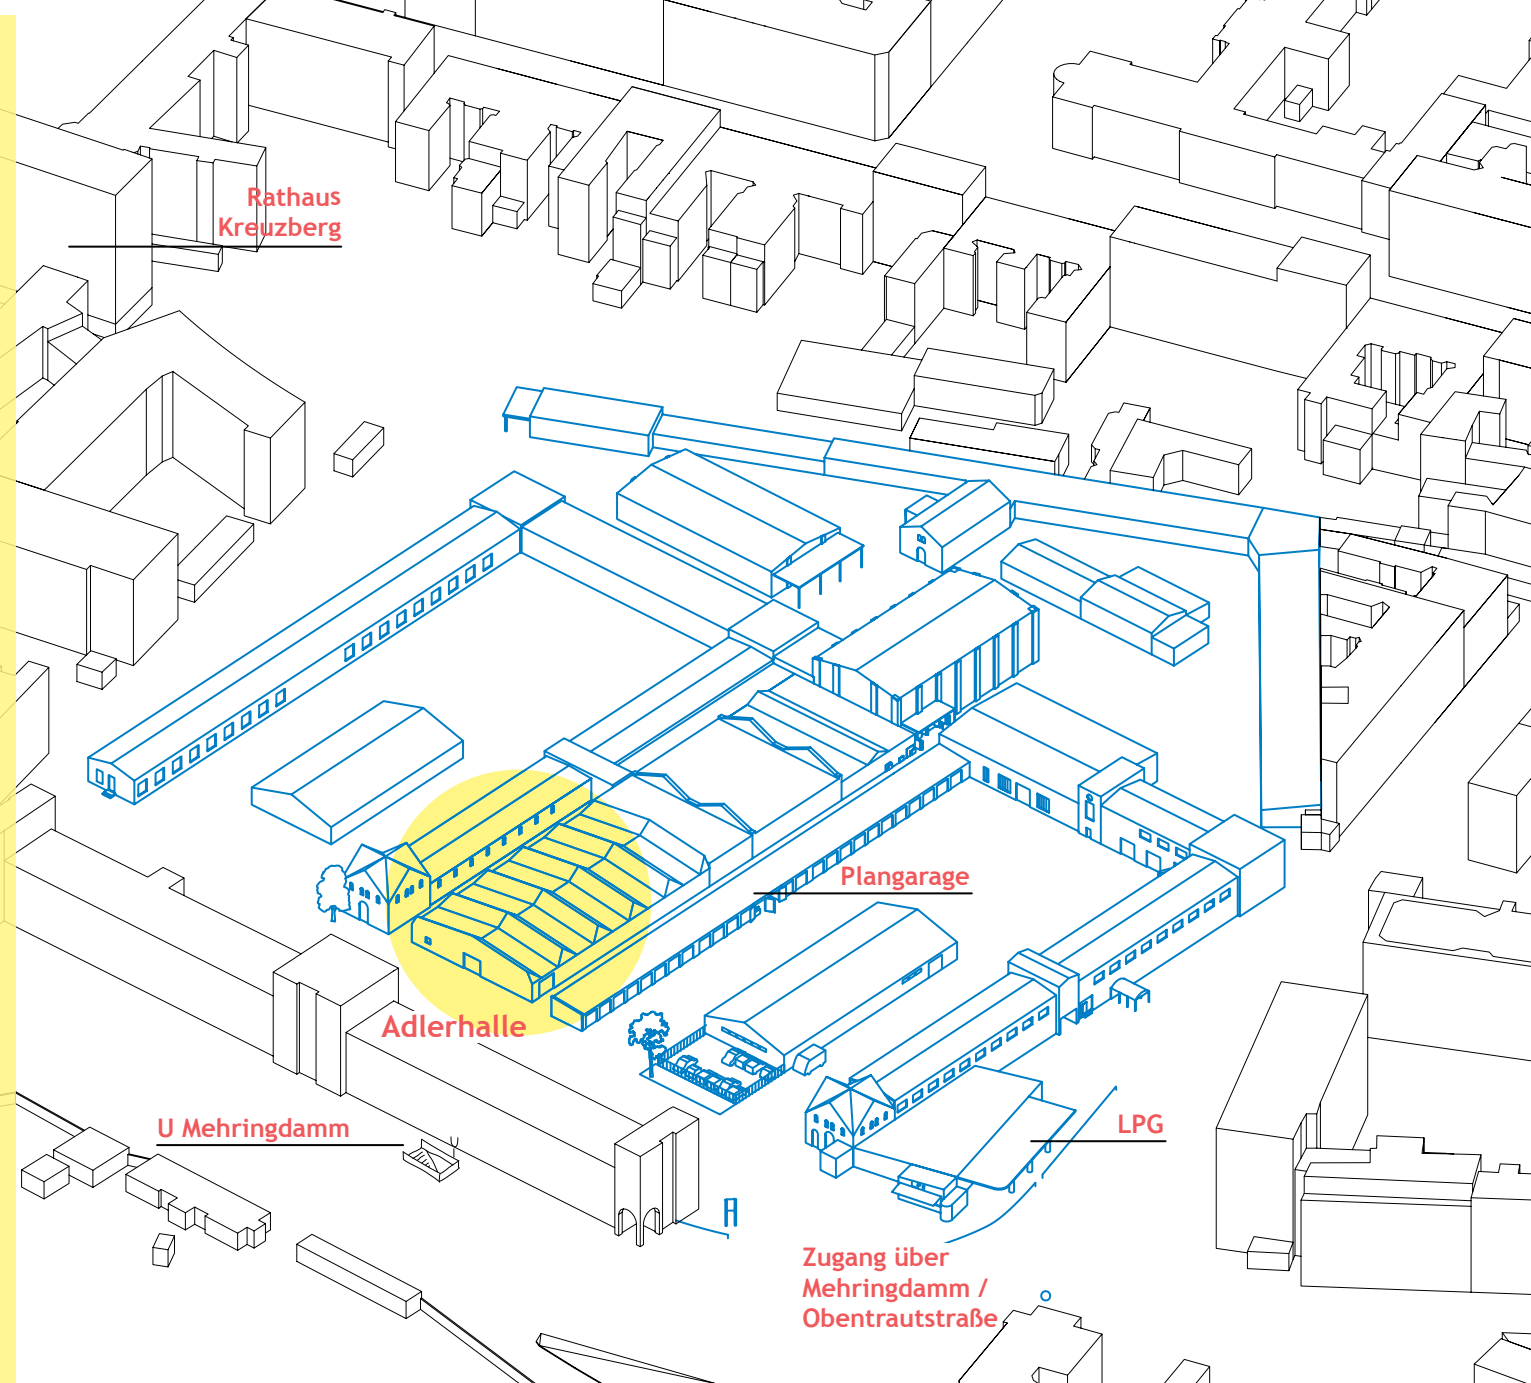 Rathaus
Kreuzberg
Plangarage
Adlerhalle
U Mehringdamm
LPG
Zugang über
Mehringdamm /
Obentrautstraße